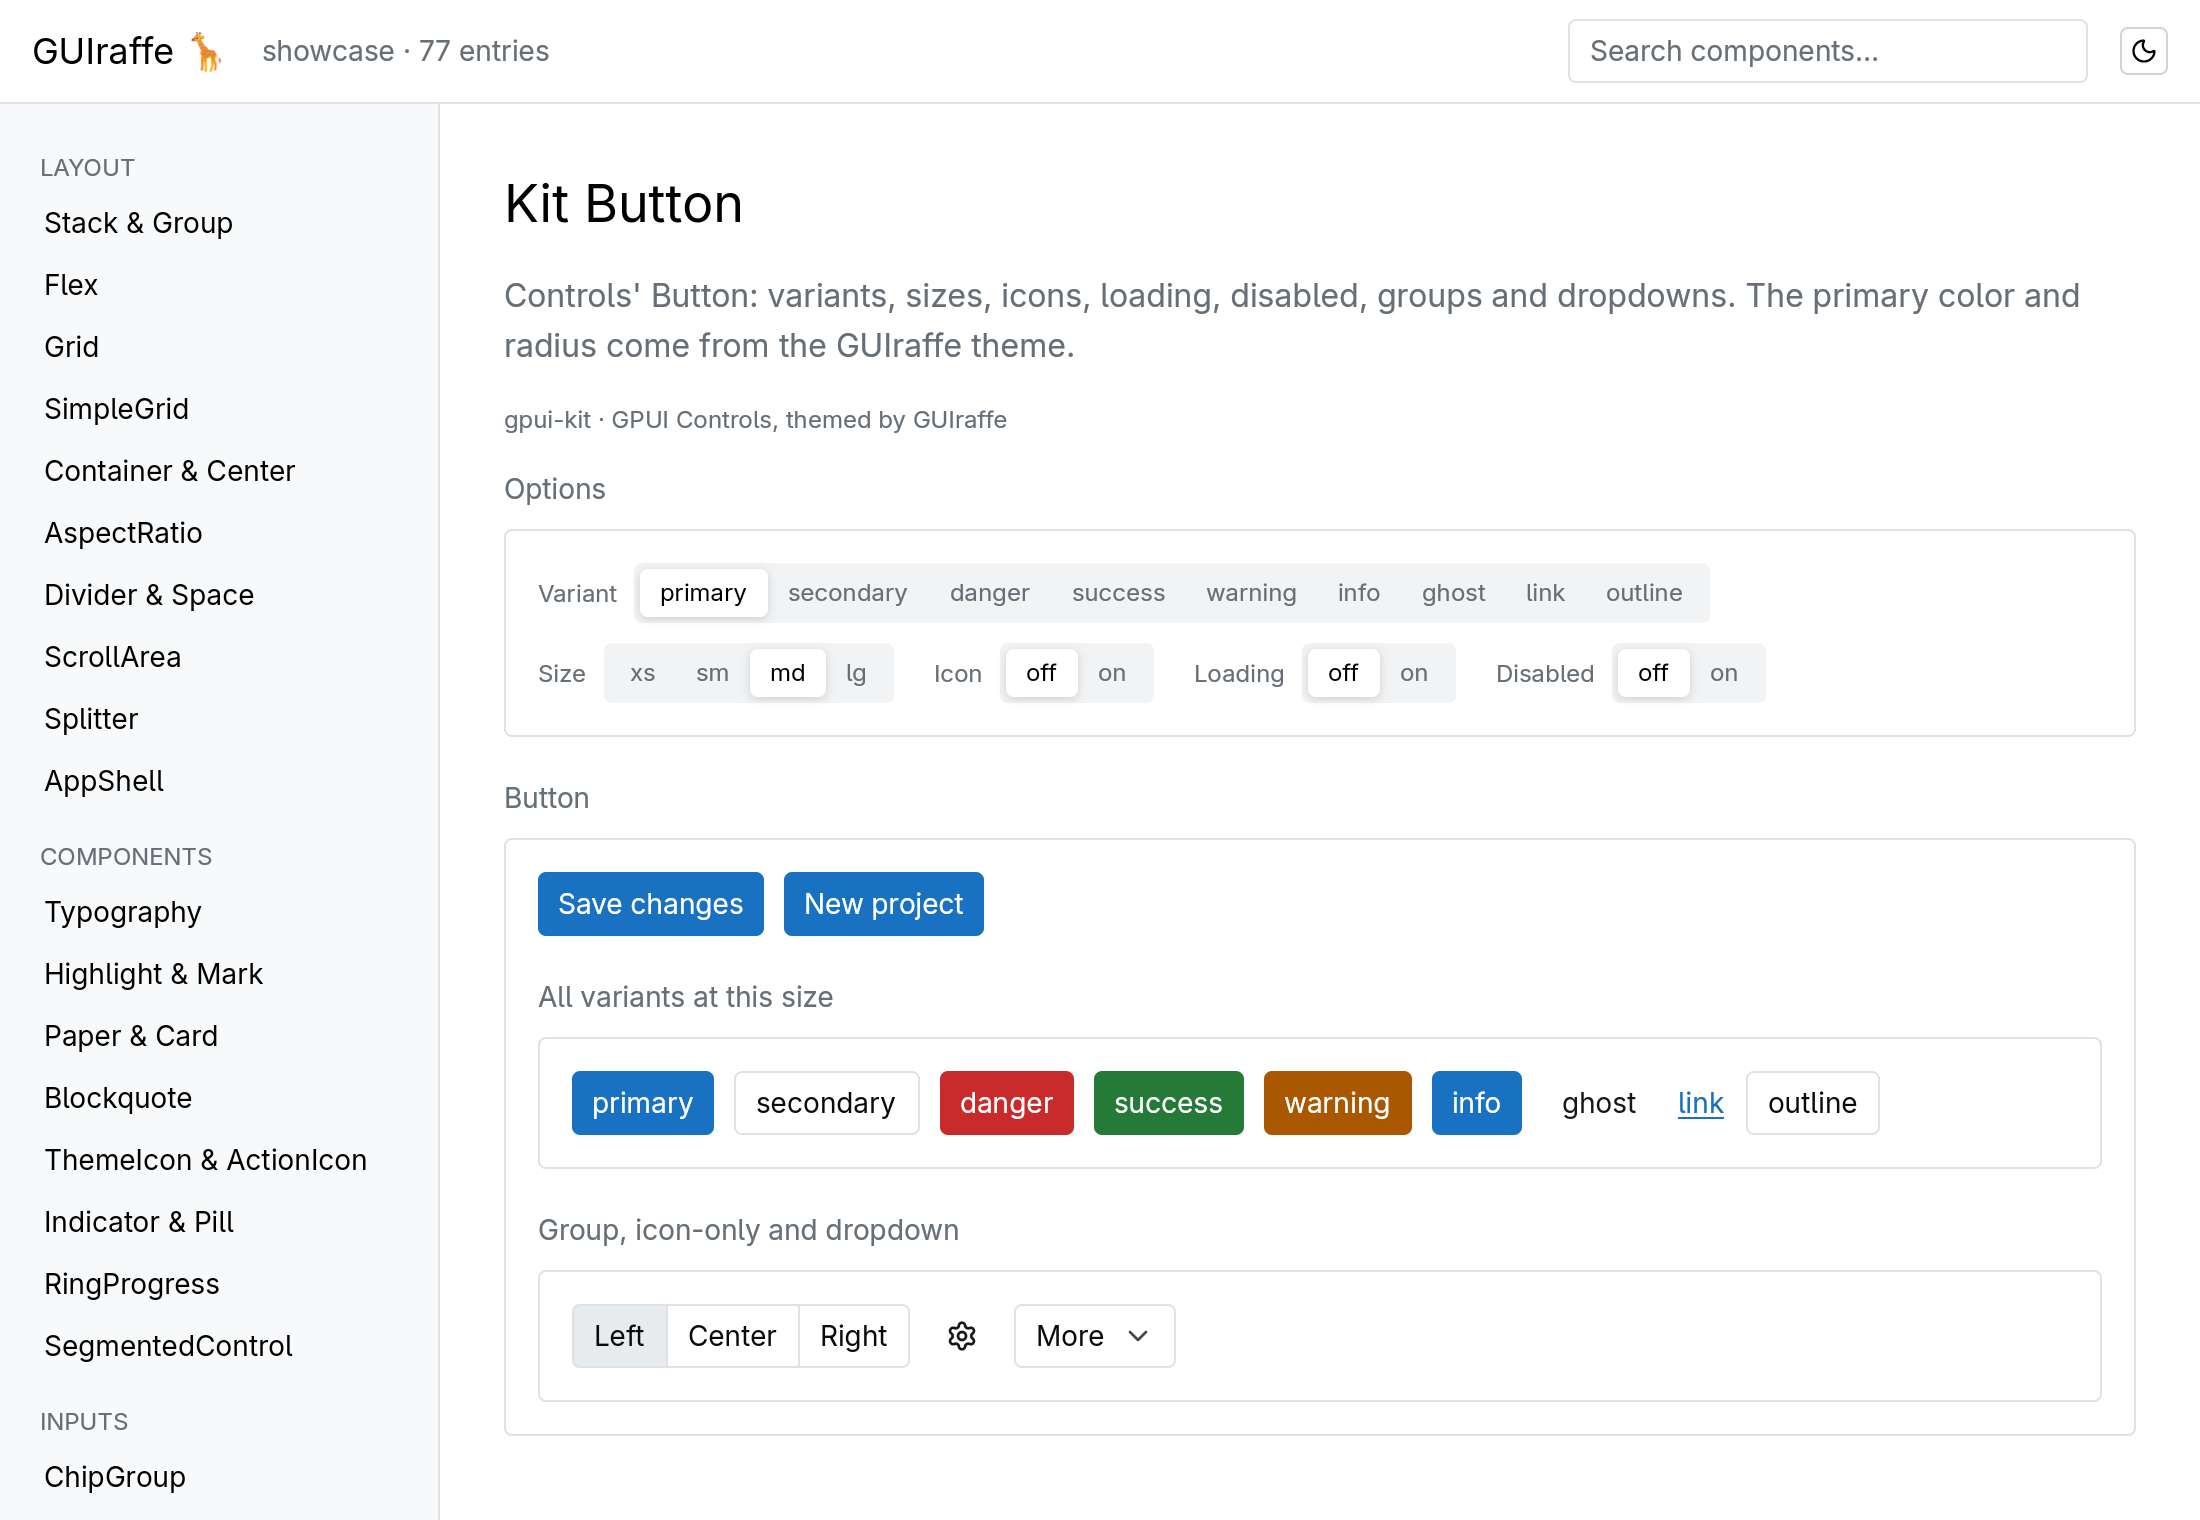 GUIraffe 🦒 showcase · 77 entries
Search components...
LAYOUT
Stack & Group
Flex
Grid
SimpleGrid
Container & Center
AspectRatio
Divider & Space
ScrollArea
Splitter
AppShell
COMPONENTS
Typography
Highlight & Mark
Paper & Card
Blockquote
ThemeIcon & ActionIcon
Indicator & Pill
RingProgress
SegmentedControl
INPUTS
ChipGroup
Kit Button
Controls' Button: variants, sizes, icons, loading, disabled, groups and dropdowns. The primary color and
radius come from the GUIraffe theme.
gpui-kit · GPUI Controls, themed by GUIraffe
Options
Variant primary secondary danger success warning info ghost link outline
Size xs sm md lg Icon off on Loading off on Disabled off on
Button
Save changes New project
All variants at this size
primary secondary danger success warning info ghost link outline
Group, icon-only and dropdown
Left Center Right More